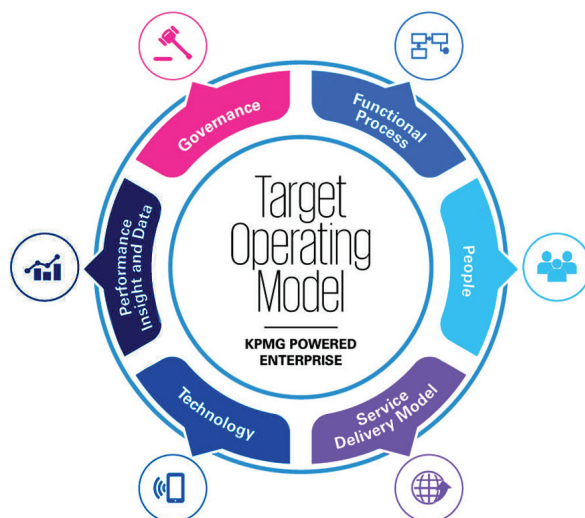 Target
Operating
Model
KPMG POWERED
ENTERPRISE
Governance
Functional
Process
People
Service
Delivery Model
Technology
Performance
Insight and Data